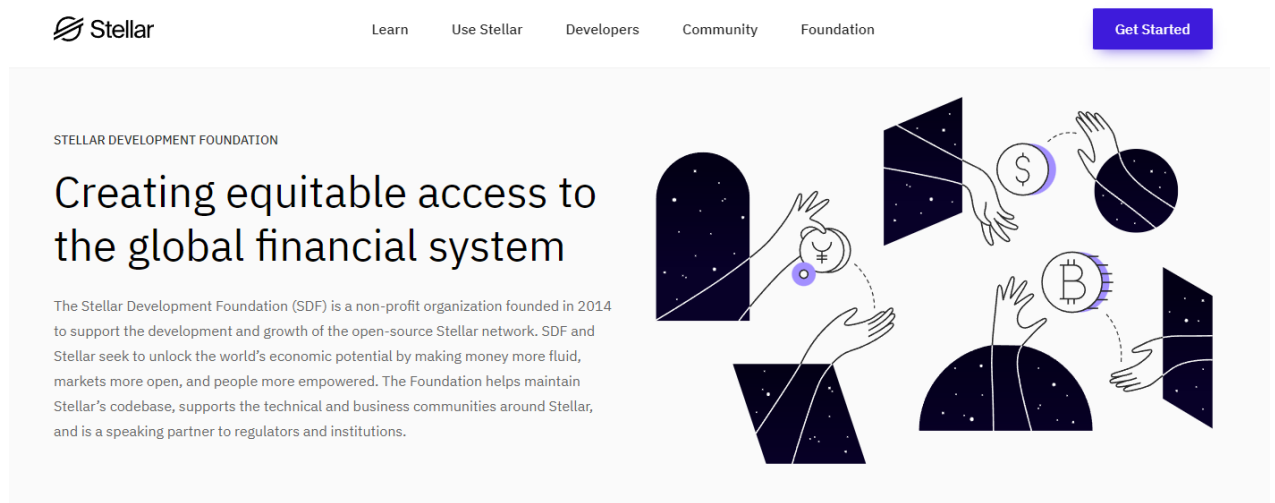 Stellar
Learn
Use Stellar
Developers
Community
Foundation
Get Started
STELLAR DEVELOPMENT FOUNDATION
Creating equitable access to
the global financial system
The Stellar Development Foundation (SDF) is a non-profit organization founded in 2014
to support the development and growth of the open-source Stellar network. SDF and
Stellar seek to unlock the world’s economic potential by making money more fluid,
markets more open, and people more empowered. The Foundation helps maintain
Stellar’s codebase, supports the technical and business communities around Stellar,
and is a speaking partner to regulators and institutions.